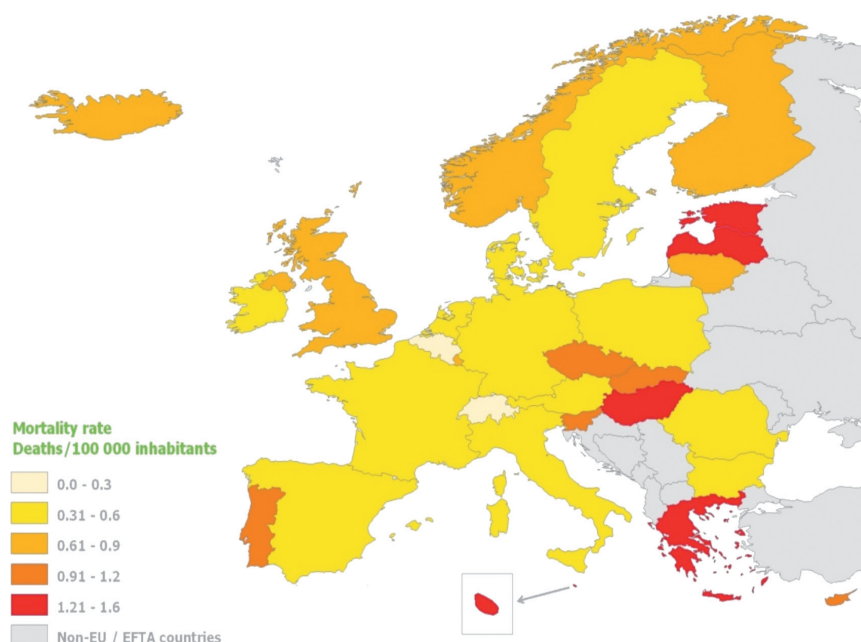 Mortality rate
Deaths/100 000 inhabitants
0.0 - 0.3
0.31 - 0.6
0.61 - 0.9
0.91 - 1.2
1.21 - 1.6
Non-EU / EFTA countries